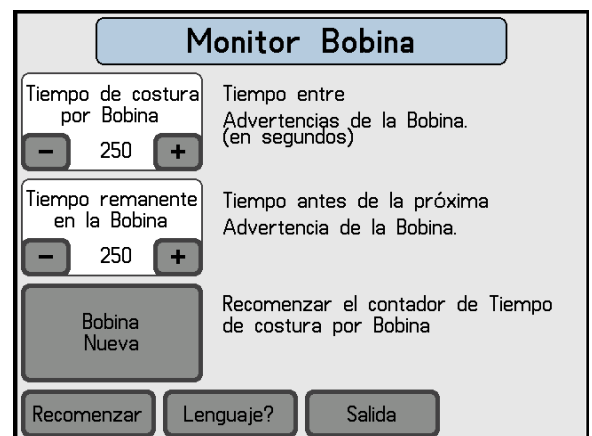 Monitor Bobina
Tiempo de costura
por Bobina
- 250 +
Tiempo entre
Advertencias de la Bobina.
(en segundos)
Tiempo remanente
en la Bobina
- 250 +
Tiempo antes de la próxima
Advertencia de la Bobina.
Bobina
Nueva
Recomenzar el contador de Tiempo
de costura por Bobina
Recomenzar
Lenguaje?
Salida